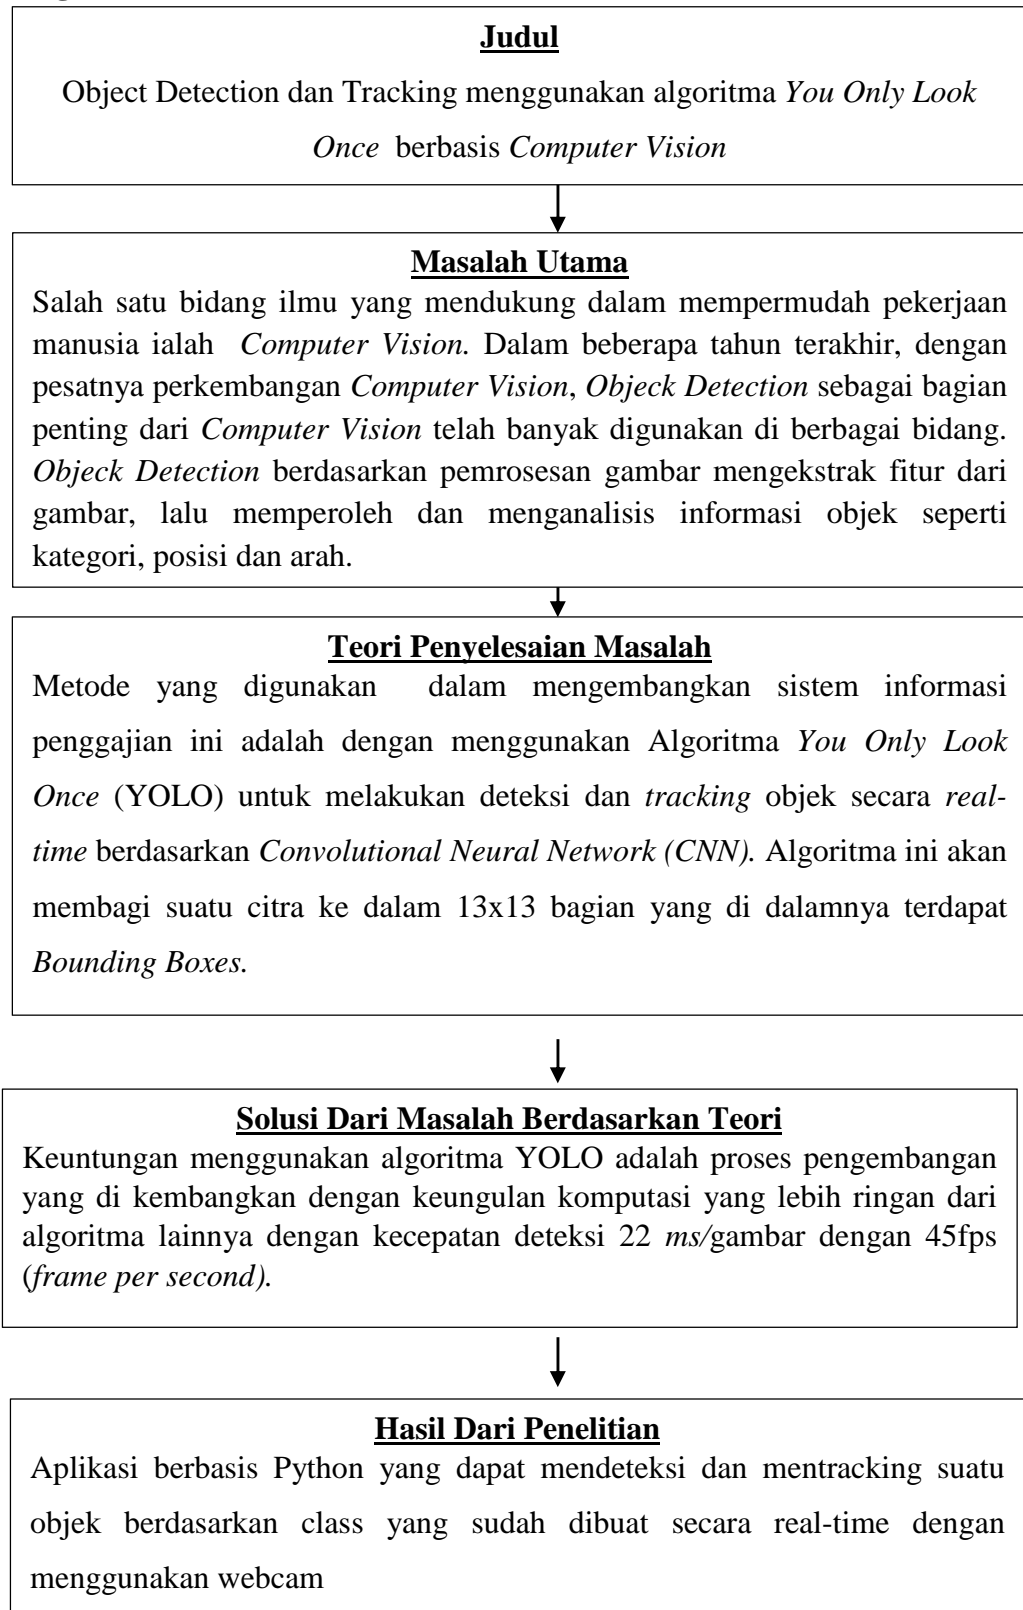 Judul
Object Detection dan Tracking menggunakan algoritma You Only Look
Once berbasis Computer Vision
Masalah Utama
Salah satu bidang ilmu yang mendukung dalam mempermudah pekerjaan
manusia ialah Computer Vision. Dalam beberapa tahun terakhir, dengan
pesatnya perkembangan Computer Vision, Objeck Detection sebagai bagian
penting dari Computer Vision telah banyak digunakan di berbagai bidang.
Objeck Detection berdasarkan pemrosesan gambar mengekstrak fitur dari
gambar, lalu memperoleh dan menganalisis informasi objek seperti
kategori, posisi dan arah.
Teori Penyelesaian Masalah
Metode yang digunakan dalam mengembangkan sistem informasi
penggajian ini adalah dengan menggunakan Algoritma You Only Look
Once (YOLO) untuk melakukan deteksi dan tracking objek secara real-
time berdasarkan Convolutional Neural Network (CNN). Algoritma ini akan
membagi suatu citra ke dalam 13x13 bagian yang di dalamnya terdapat
Bounding Boxes.
Solusi Dari Masalah Berdasarkan Teori
Keuntungan menggunakan algoritma YOLO adalah proses pengembangan
yang di kembangkan dengan keungulan komputasi yang lebih ringan dari
algoritma lainnya dengan kecepatan deteksi 22 ms/gambar dengan 45fps
(frame per second).
Hasil Dari Penelitian
Aplikasi berbasis Python yang dapat mendeteksi dan mentracking suatu
objek berdasarkan class yang sudah dibuat secara real-time dengan
menggunakan webcam